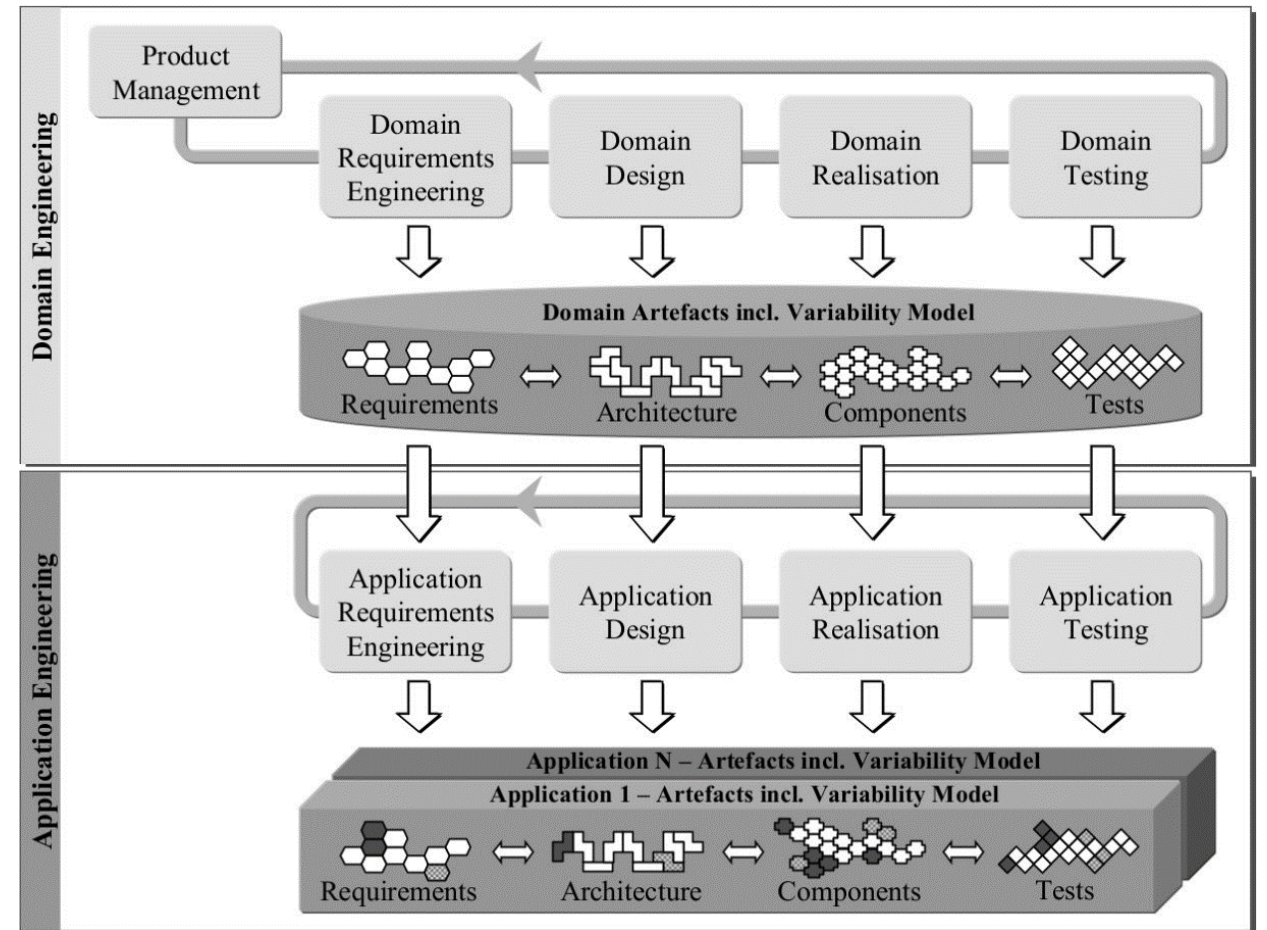 Domain Engineering
Product
Management
Domain
Requirements
Engineering
Domain
Design
Domain
Realisation
Domain
Testing
Domain Artefacts incl. Variability Model
Requirements
Architecture
Components
Tests
Application Engineering
Application
Requirements
Engineering
Application
Design
Application
Realisation
Application
Testing
Application N – Artefacts incl. Variability Model
Application 1 – Artefacts incl. Variability Model
Requirements
Architecture
Components
Tests